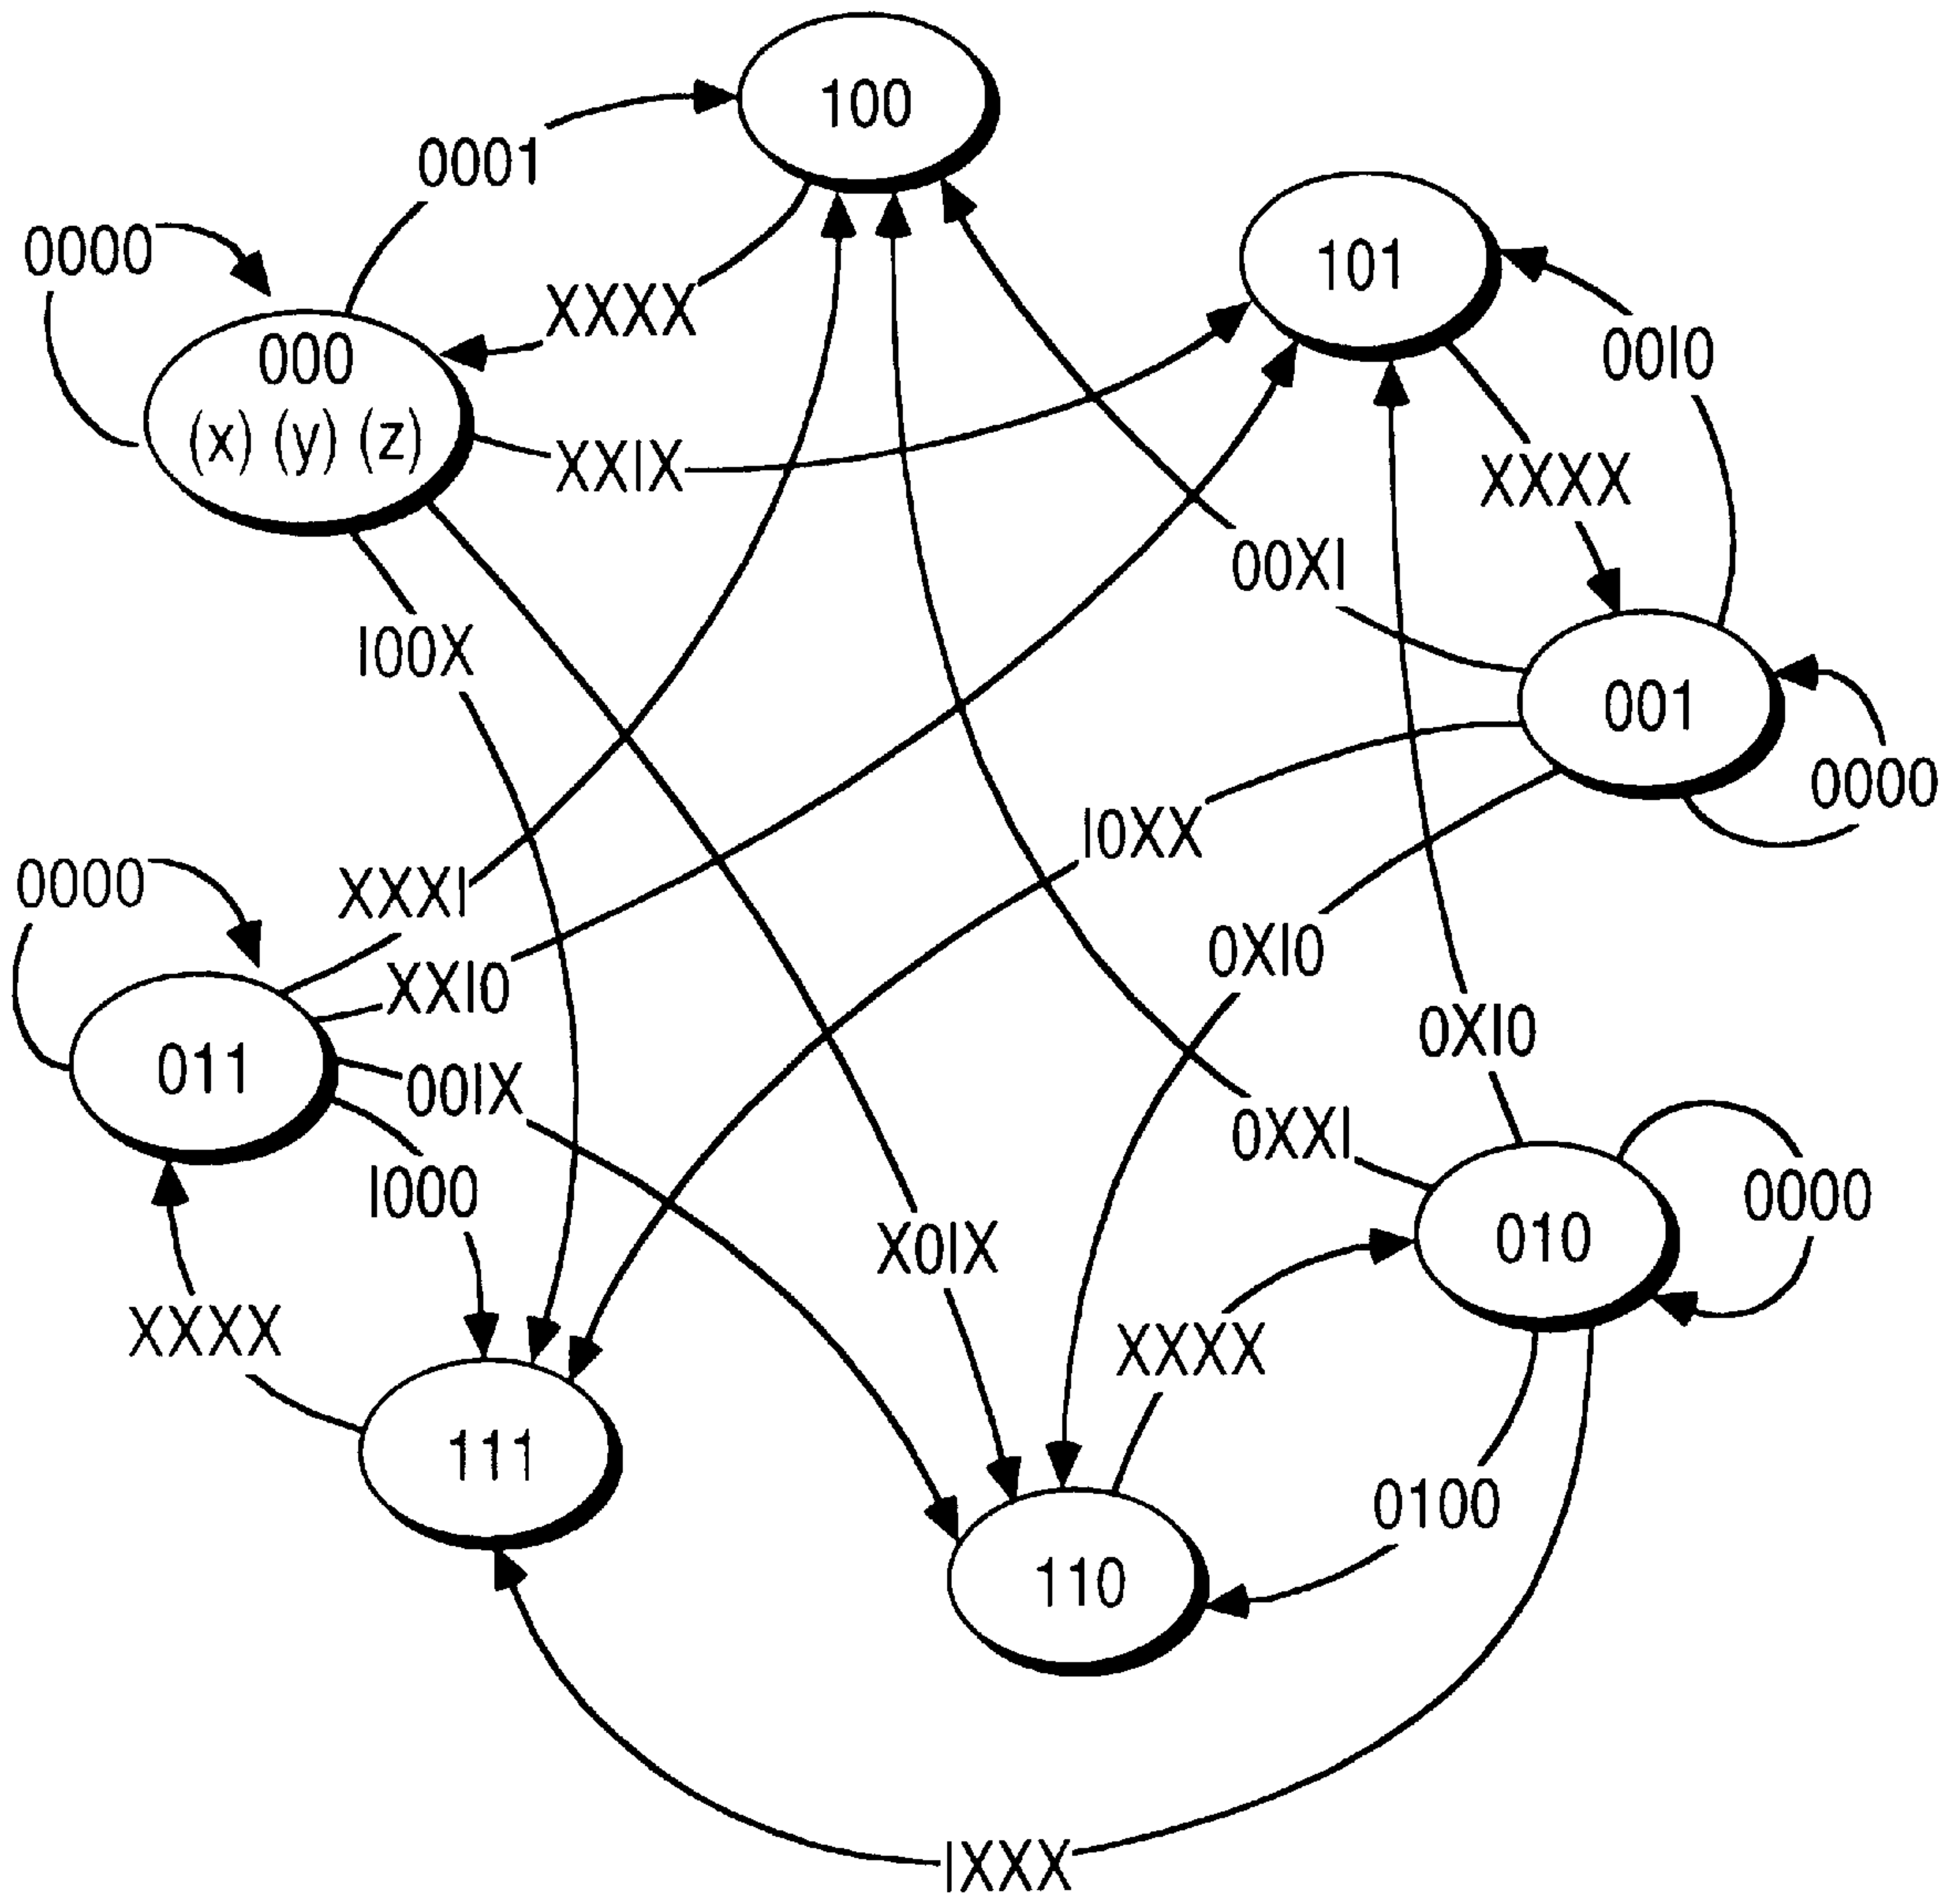 100
0001
101
0000
XXXX
000
(x) (y) (z)
00I0
XXIX
XXXX
00XI
I00X
001
0000
I0XX
0000
XXXI
0XI0
XXI0
0XI0
011
00IX
0XXI
I000
0000
X0IX
010
XXXX
XXXX
111
0100
110
IXXX